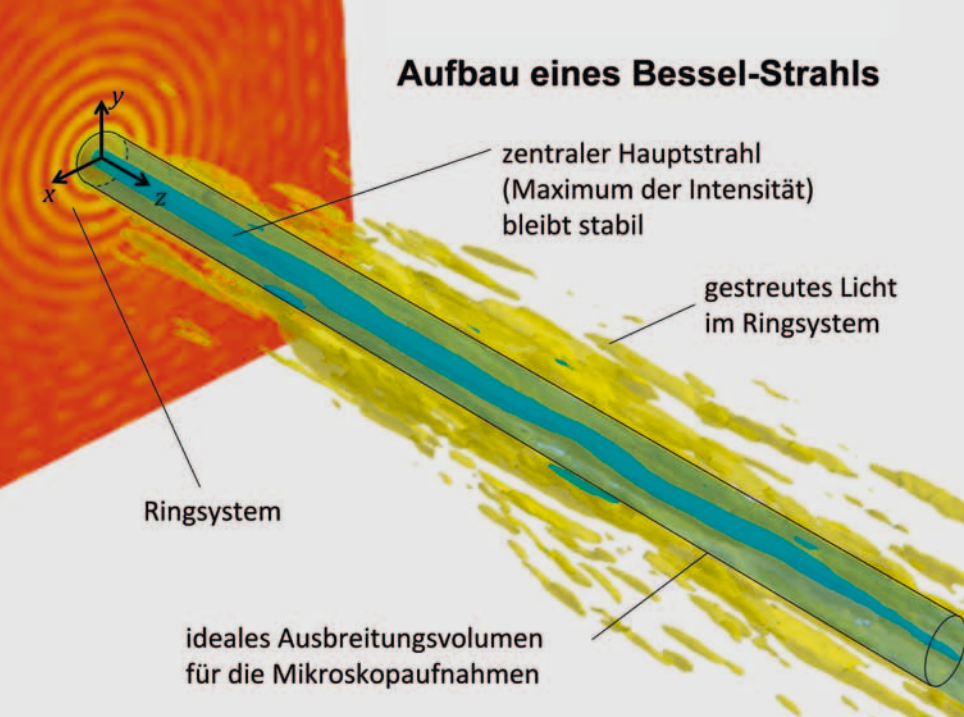 Aufbau eines Bessel-Strahls
y
x
z
zentraler Hauptstrahl
(Maximum der Intensität)
bleibt stabil
gestreutes Licht
im Ringsystem
Ringsystem
ideales Ausbreitungsvolumen
für die Mikroskopaufnahmen